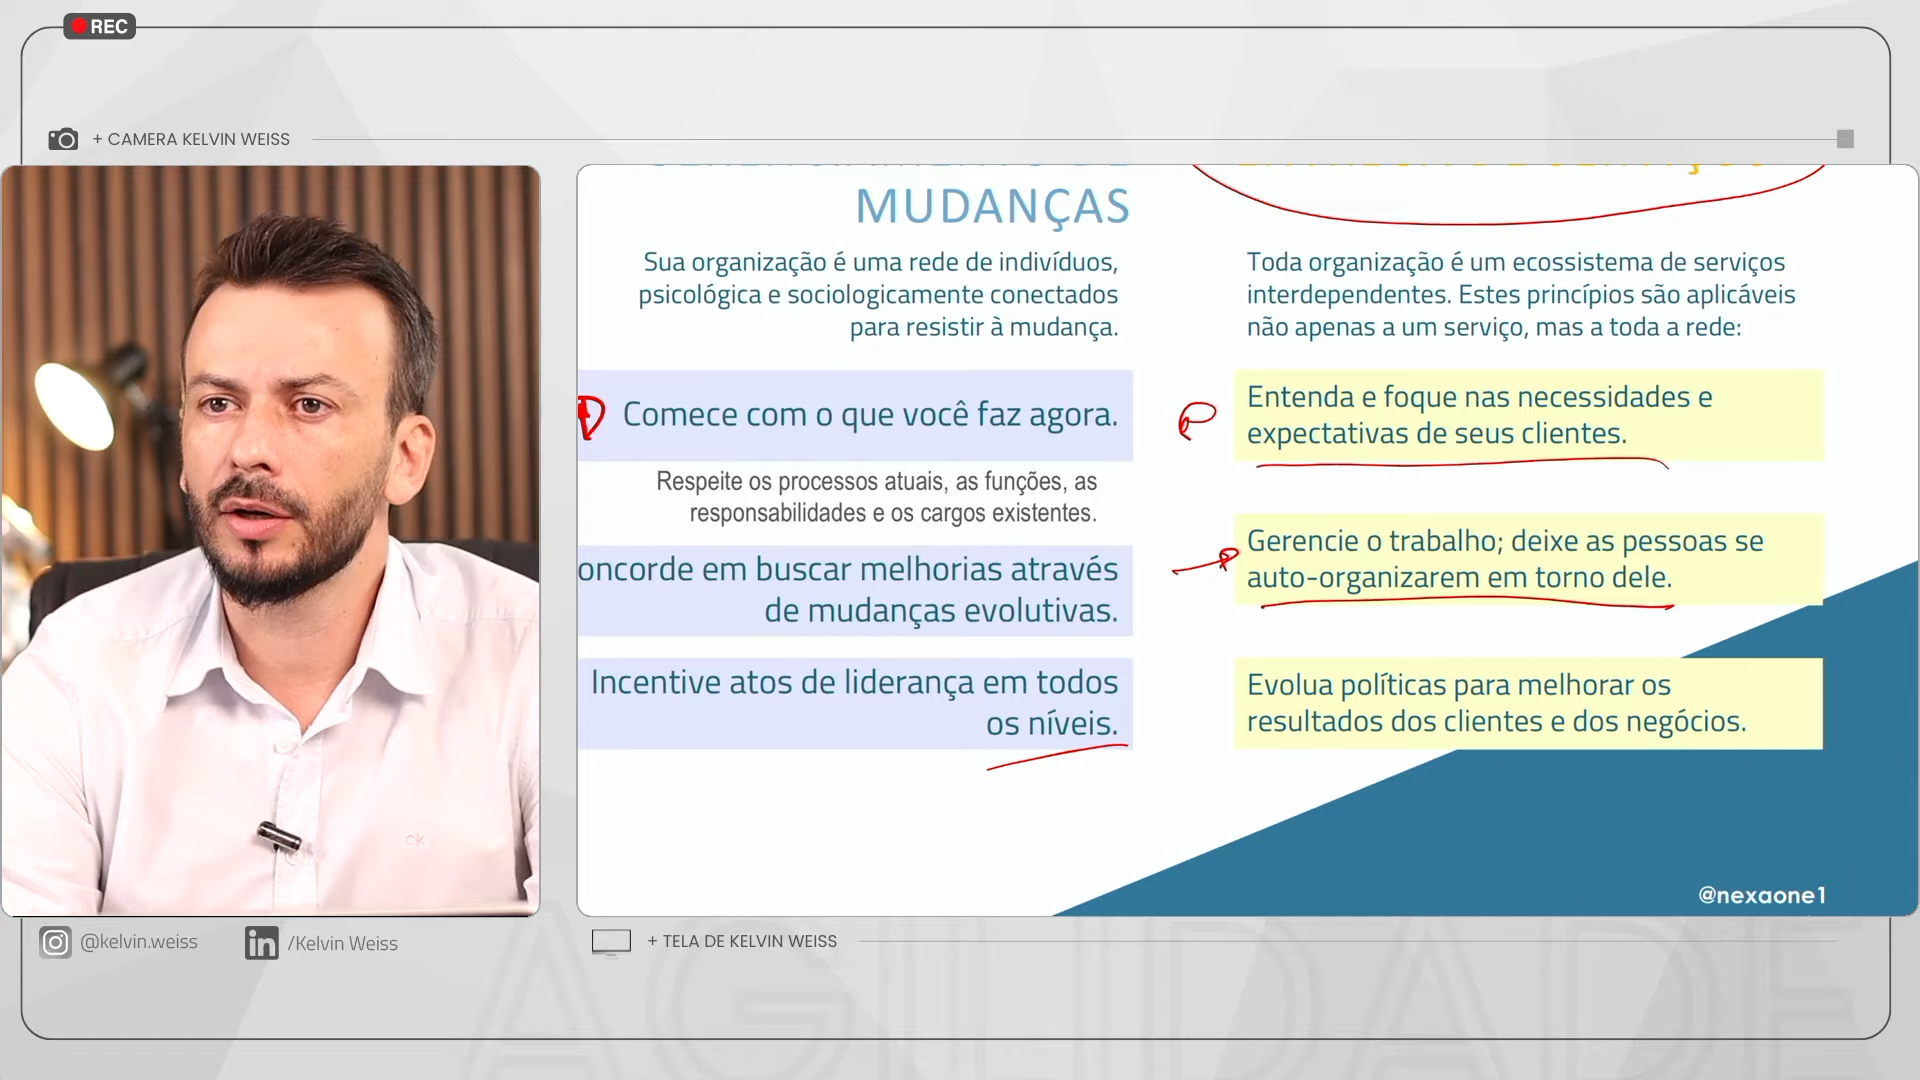 REC
+ CAMERA KELVIN WEISS
MUDANÇAS
Sua organização é uma rede de indivíduos,
psicológica e sociologicamente conectados
para resistir à mudança.
Comece com o que você faz agora.
Respeite os processos atuais, as funções, as
responsabilidades e os cargos existentes.
oncorde em buscar melhorias através
de mudanças evolutivas.
Incentive atos de liderança em todos
os níveis.
Toda organização é um ecossistema de serviços
interdependentes. Estes princípios são aplicáveis
não apenas a um serviço, mas a toda a rede:
Entenda e foque nas necessidades e
expectativas de seus clientes.
Gerencie o trabalho; deixe as pessoas se
auto-organizarem em torno dele.
Evolua políticas para melhorar os
resultados dos clientes e dos negócios.
@nexaone1
ck
@kelvin.weiss
in /Kelvin Weiss
+ TELA DE KELVIN WEISS
AGILIDADE